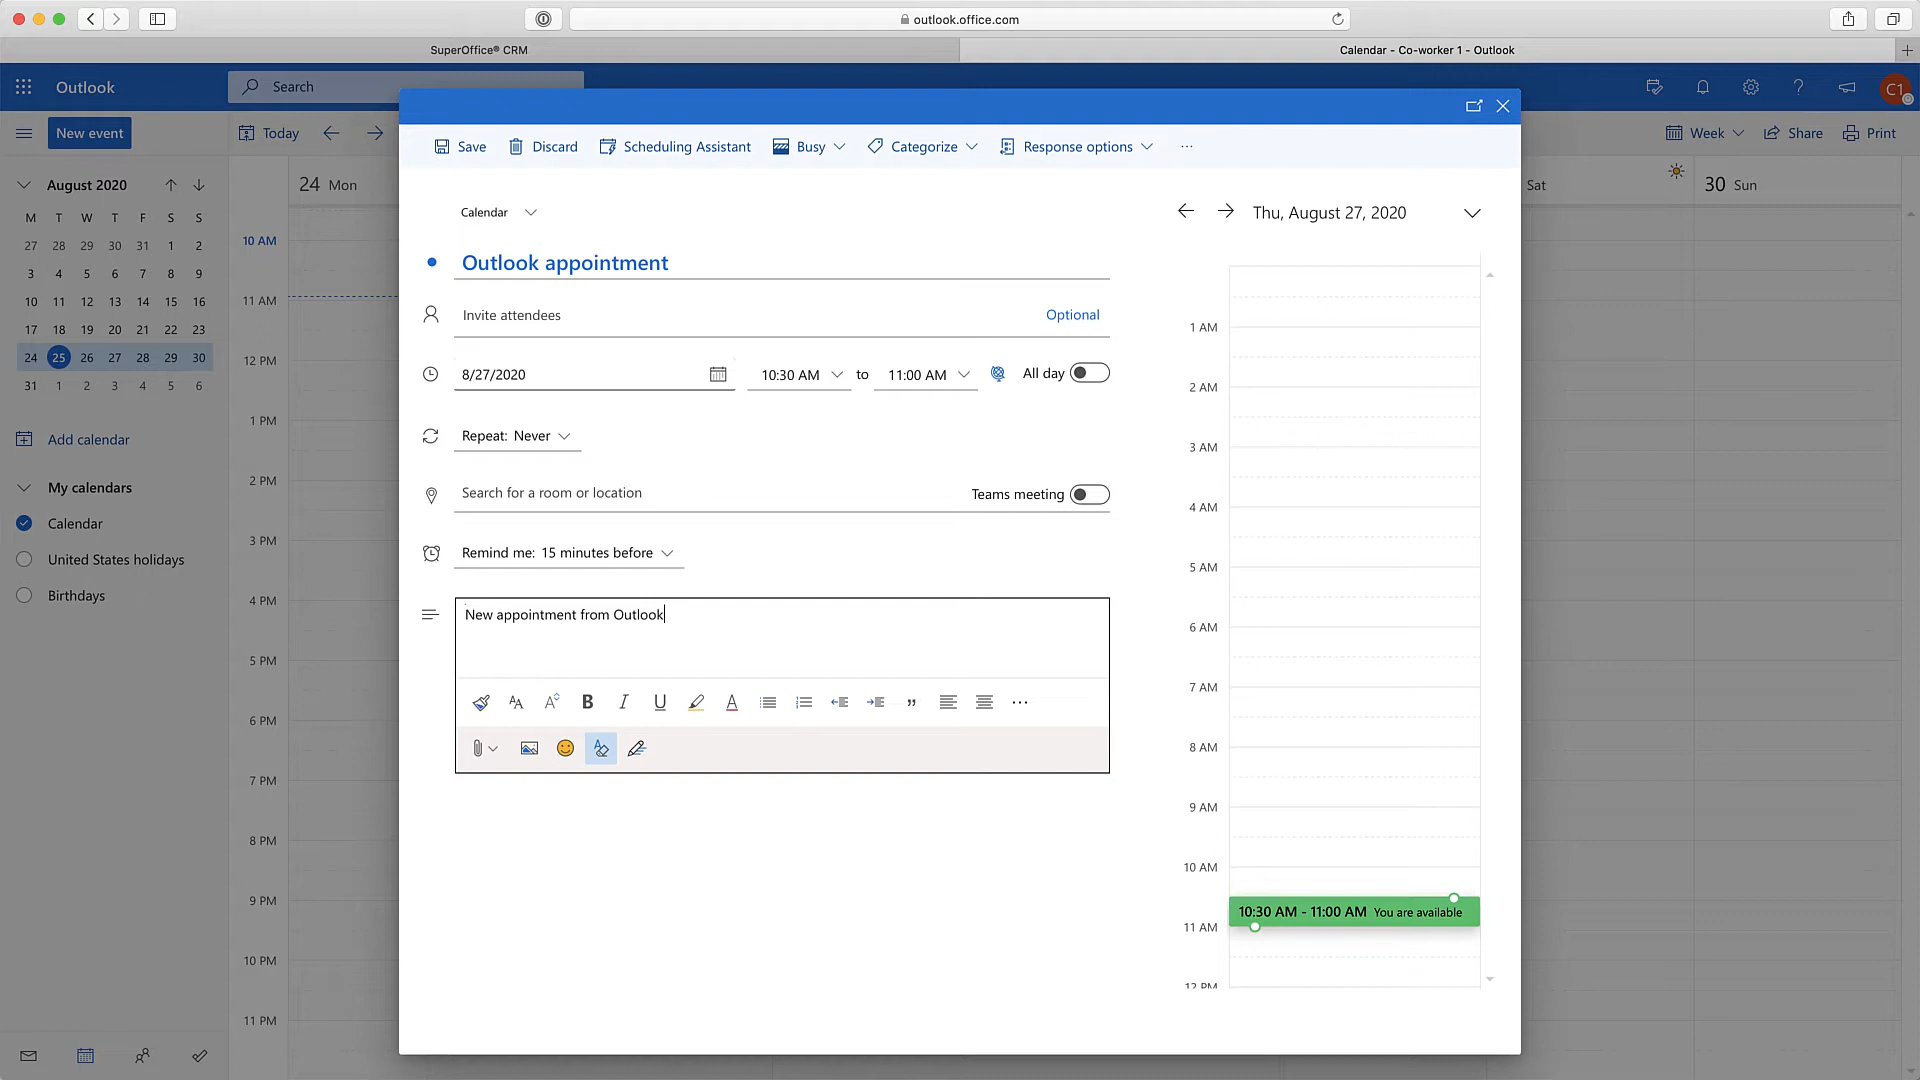 outlook.office.com
SuperOffice® CRM
Calendar - Co-worker 1 - Outlook
Outlook
Search
C1
New event
Today
Week
Share
Print
August 2020
M T W T F S S
27 28 29 30 31 1 2
3 4 5 6 7 8 9
10 11 12 13 14 15 16
17 18 19 20 21 22 23
24 25 26 27 28 29 30
31 1 2 3 4 5 6
Add calendar
My calendars
Calendar
United States holidays
Birthdays
24 Mon
Sat
30 Sun
10 AM
11 AM
12 PM
1 PM
2 PM
3 PM
4 PM
5 PM
6 PM
7 PM
8 PM
9 PM
10 PM
11 PM
Save
Discard
Scheduling Assistant
Busy
Categorize
Response options
Calendar
Outlook appointment
Invite attendees
Optional
8/27/2020
10:30 AM to 11:00 AM
All day
Repeat: Never
Search for a room or location
Teams meeting
Remind me: 15 minutes before
New appointment from Outlook
Thu, August 27, 2020
1 AM
2 AM
3 AM
4 AM
5 AM
6 AM
7 AM
8 AM
9 AM
10 AM
10:30 AM - 11:00 AM You are available
11 AM
12 PM